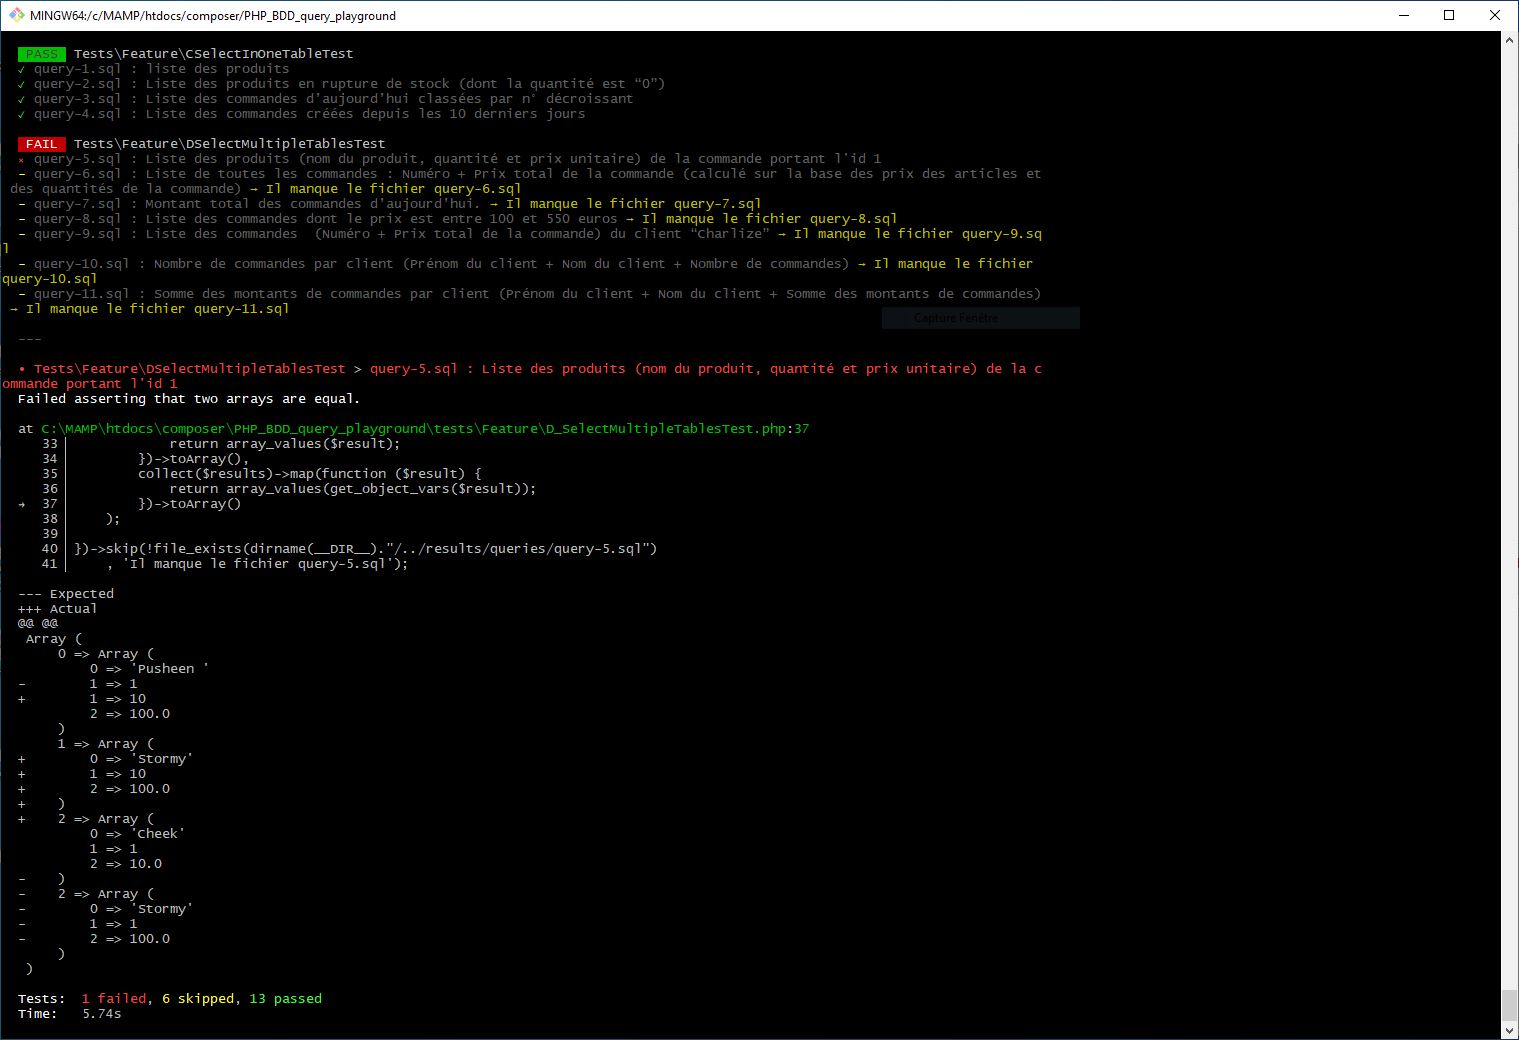 MINGW64:/c/MAMP/htdocs/composer/PHP_BDD_query_playground
PASS Tests\Feature\CSelectInOneTableTest
✓ query-1.sql : liste des produits
✓ query-2.sql : Liste des produits en rupture de stock (dont la quantité est “0”)
✓ query-3.sql : Listes des commandes d'aujourd'hui classées par n° décroissant
✓ query-4.sql : Liste des commandes créées depuis les 10 derniers jours
FAIL Tests\Feature\DSelectMultipleTablesTest
⨯ query-5.sql : Liste des produits (nom du produit, quantité et prix unitaire) de la commande portant l'id 1
- query-6.sql : Liste de toutes les commandes : Numéro + Prix total de la commande (calculé sur la base des prix des articles et
des quantités de la commande) → Il manque le fichier query-6.sql
- query-7.sql : Montant total des commandes d'aujourd'hui. → Il manque le fichier query-7.sql
- query-8.sql : Liste des commandes dont le prix est entre 100 et 550 euros → Il manque le fichier query-8.sql
- query-9.sql : Liste des commandes  (Numéro + Prix total de la commande) du client “Charlize” → Il manque le fichier query-9.sq
l
- query-10.sql : Nombre de commandes par client (Prénom du client + Nom du client + Nombre de commandes) → Il manque le fichier
query-10.sql
- query-11.sql : Somme des montants de commandes par client (Prénom du client + Nom du client + Somme des montants de commandes)
→ Il manque le fichier query-11.sql
Capture Fenêtre
---
• Tests\Feature\DSelectMultipleTablesTest > query-5.sql : Liste des produits (nom du produit, quantité et prix unitaire) de la c
ommande portant l'id 1
Failed asserting that two arrays are equal.
at C:\MAMP\htdocs\composer\PHP_BDD_query_playground\tests\Feature\D_SelectMultipleTablesTest.php:37
33| return array_values($result);
34| })->toArray(),
35| collect($results)->map(function ($result) {
36| return array_values(get_object_vars($result));
→ 37| })->toArray()
38| );
39|
40| })->skip(!file_exists(dirname(__DIR__)."/../results/queries/query-5.sql")
41| , 'Il manque le fichier query-5.sql');
--- Expected
+++ Actual
@@ @@
Array (
0 => Array (
0 => 'Pusheen '
- 1 => 1
+ 1 => 10
2 => 100.0
)
1 => Array (
+ 0 => 'Stormy'
+ 1 => 10
+ 2 => 100.0
+ )
+ 2 => Array (
0 => 'Cheek'
1 => 1
2 => 10.0
- )
- 2 => Array (
- 0 => 'Stormy'
- 1 => 1
- 2 => 100.0
)
)
Tests:  1 failed, 6 skipped, 13 passed
Time:   5.74s